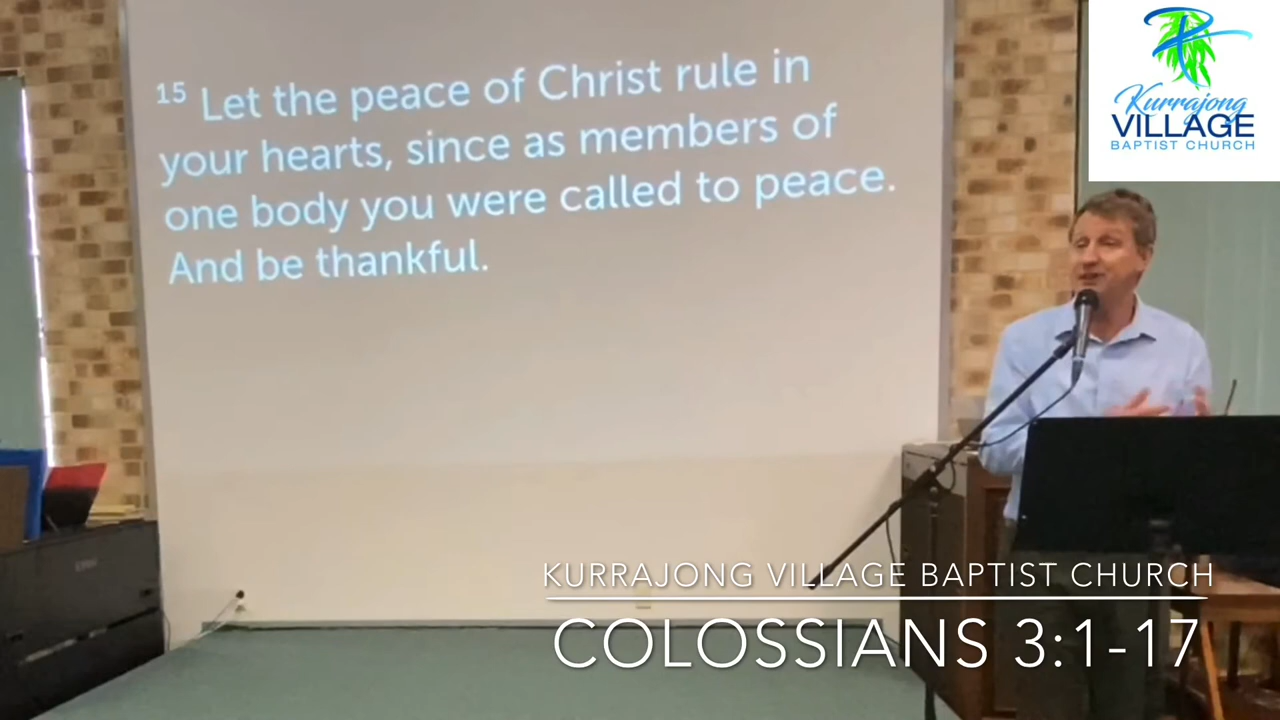 15 Let the peace of Christ rule in
your hearts, since as members of
one body you were called to peace.
And be thankful.
Kurrajong
VILLAGE
BAPTIST CHURCH
KURRAJONG VILLAGE BAPTIST CHURCH
COLOSSIANS 3:1-17